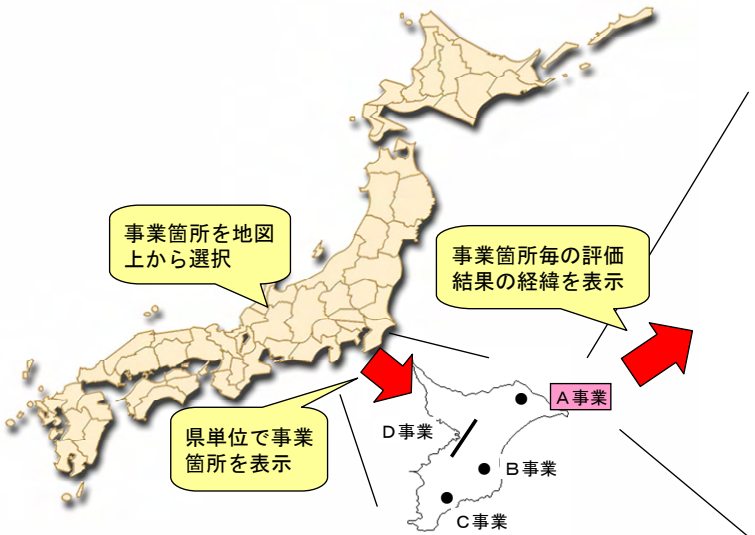 事業箇所を地図
上から選択
事業箇所毎の評価
結果の経緯を表示
県単位で事業
箇所を表示
A事業
D事業
B事業
C事業